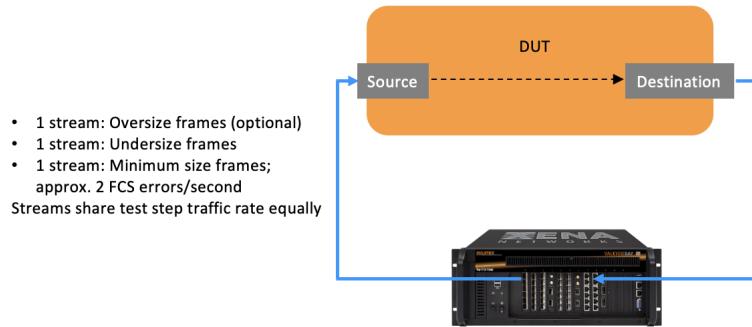 DUT
Source
Destination
• 1 stream: Oversize frames (optional)
• 1 stream: Undersize frames
• 1 stream: Minimum size frames;
approx. 2 FCS errors/second
Streams share test step traffic rate equally
XENA
NETWORKS